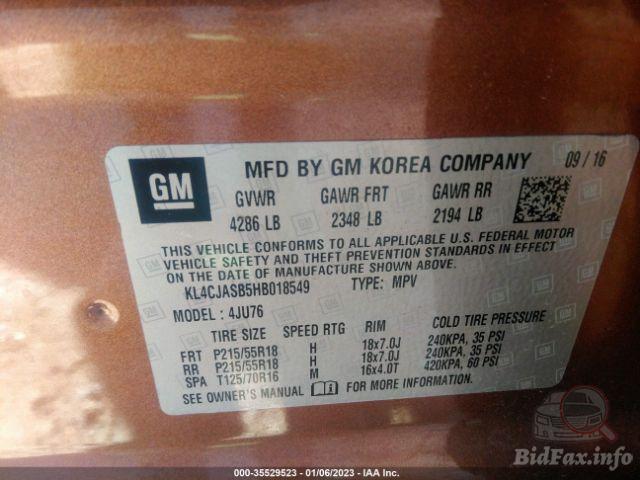 GM
MFD BY GM KOREA COMPANY 09/16
GVWR GAWR FRT GAWR RR
4286 LB 2348 LB 2194 LB
THIS VEHICLE CONFORMS TO ALL APPLICABLE U.S. FEDERAL MOTOR
VEHICLE SAFETY AND THEFT PREVENTION STANDARDS IN EFFECT
ON THE DATE OF MANUFACTURE SHOWN ABOVE.
KL4CJASB5HB018549 TYPE: MPV
MODEL : 4JU76
TIRE SIZE SPEED RTG RIM COLD TIRE PRESSURE
FRT P215/55R18 H 18x7.0J 240KPA, 35 PSI
RR P215/55R18 H 18x7.0J 240KPA, 35 PSI
SPA T125/70R16 M 16x4.0T 420KPA, 60 PSI
SEE OWNER'S MANUAL FOR MORE INFORMATION
BidFax.info
000-35529523 - 01/06/2023 - IAA Inc.